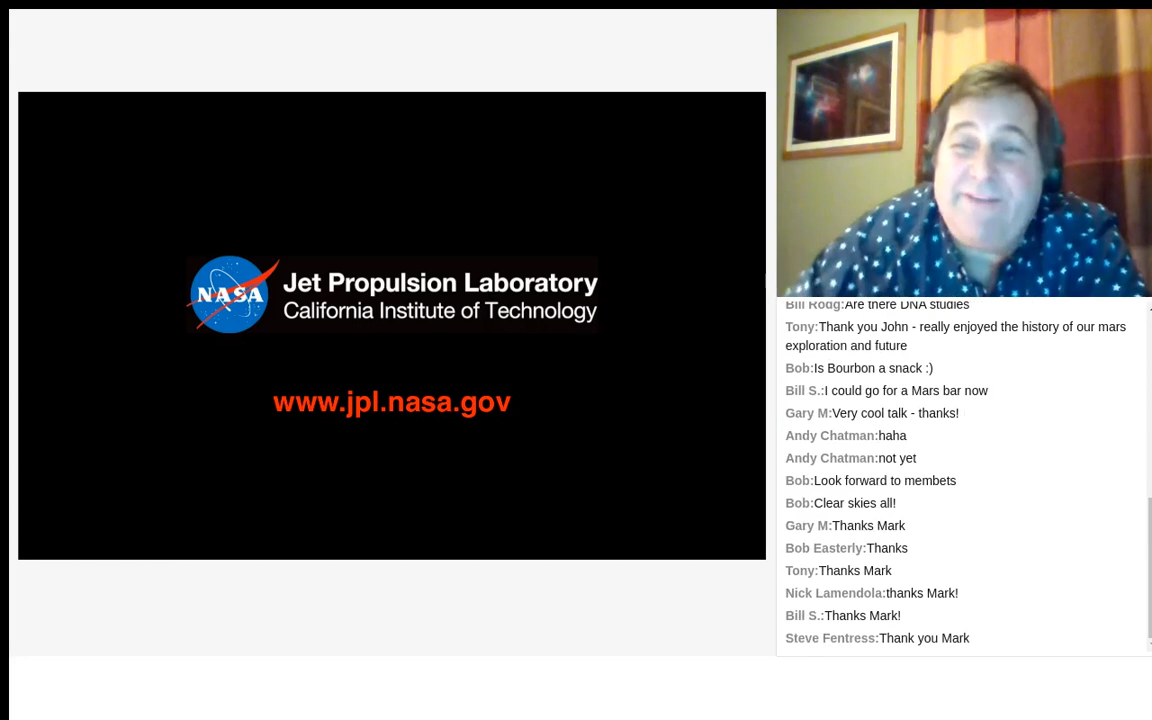 NASA
Jet Propulsion Laboratory
California Institute of Technology
www.jpl.nasa.gov
Bill Rodg:Are there DNA studies
Tony:Thank you John - really enjoyed the history of our mars
exploration and future
Bob:Is Bourbon a snack :)
Bill S.:I could go for a Mars bar now
Gary M:Very cool talk - thanks!
Andy Chatman:haha
Andy Chatman:not yet
Bob:Look forward to membets
Bob:Clear skies all!
Gary M:Thanks Mark
Bob Easterly:Thanks
Tony:Thanks Mark
Nick Lamendola:thanks Mark!
Bill S.:Thanks Mark!
Steve Fentress:Thank you Mark